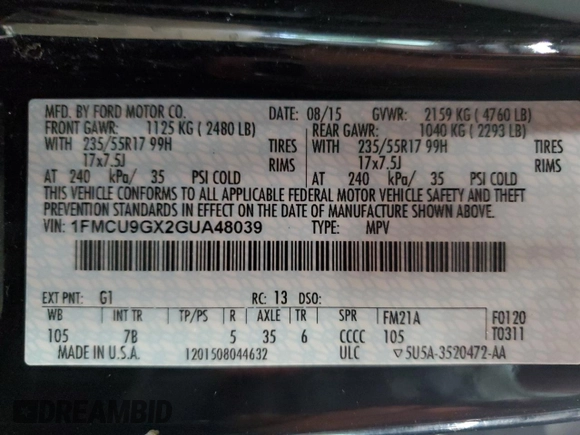 MFD. BY FORD MOTOR CO. DATE: 08/15 GVWR: 2159 KG ( 4760 LB)
FRONT GAWR: 1125 KG ( 2480 LB) REAR GAWR: 1040 KG ( 2293 LB)
WITH 235/55R17 99H TIRES WITH 235/55R17 99H TIRES
17x7.5J RIMS 17x7.5J RIMS
AT 240 kPa/ 35 PSI COLD AT 240 kPa/ 35 PSI COLD
THIS VEHICLE CONFORMS TO ALL APPLICABLE FEDERAL MOTOR VEHICLE SAFETY AND THEFT
PREVENTION STANDARDS IN EFFECT ON THE DATE OF MANUFACTURE SHOWN ABOVE.
VIN: 1FMCU9GX2GUA48039 TYPE: MPV
EXT PNT: G1 RC: 13 DSO:
WB INT TR TP/PS R AXLE TR SPR FM21A F0120
105 7B 5 35 6 CCCC 105 T0311
MADE IN U.S.A. 1201508044632 ULC ▽5U5A-3520472-AA
DREAMBID